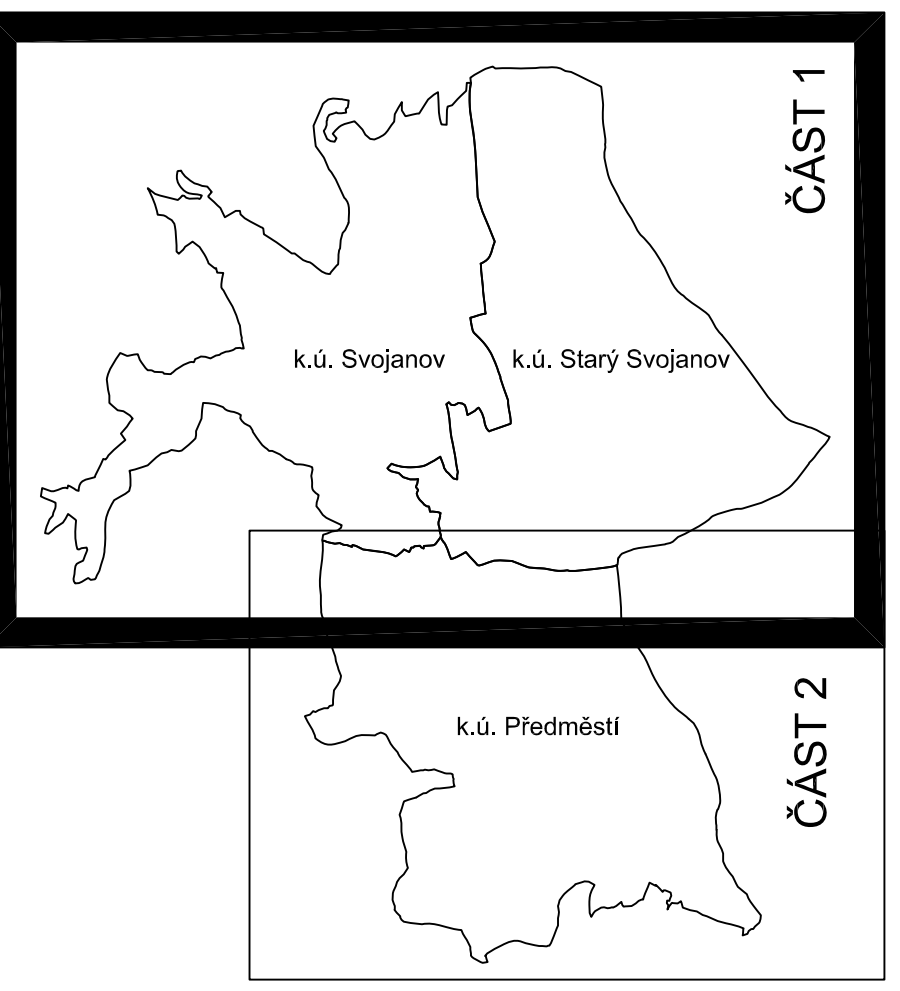 ČÁST 1
k.ú. Svojanov
k.ú. Starý Svojanov
k.ú. Předměstí
ČÁST 2